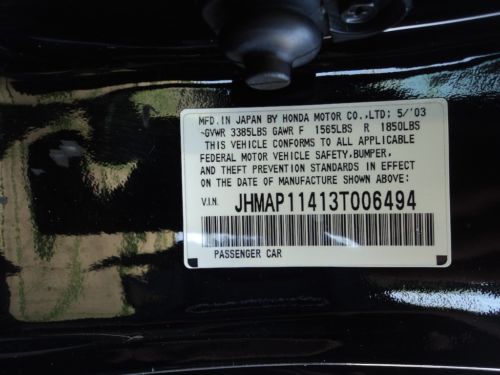 MFD. IN JAPAN BY HONDA MOTOR CO.,LTD; 5/'03
~GVWR 3385LBS GAWR F 1565LBS R 1850LBS
THIS VEHICLE CONFORMS TO ALL APPLICABLE
FEDERAL MOTOR VEHICLE SAFETY, BUMPER,
AND THEFT PREVENTION STANDARDS IN EFFECT
ON THE DATE OF MANUFACTURE SHOWN ABOVE:
V.I.N. JHMAP11413T006494
PASSENGER CAR